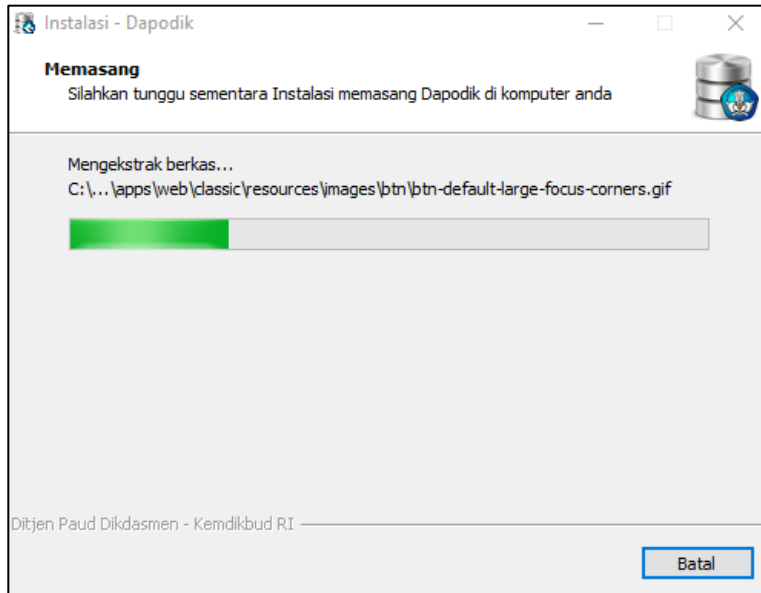 Instalasi - Dapodik
Memasang
Silahkan tunggu sementara Instalasi memasang Dapodik di komputer anda
Mengekstrak berkas...
C:\...\apps\web\classic\resources\images\btn\btn-default-large-focus-corners.gif
Ditjen Paud Dikdasmen - Kemdikbud RI
Batal